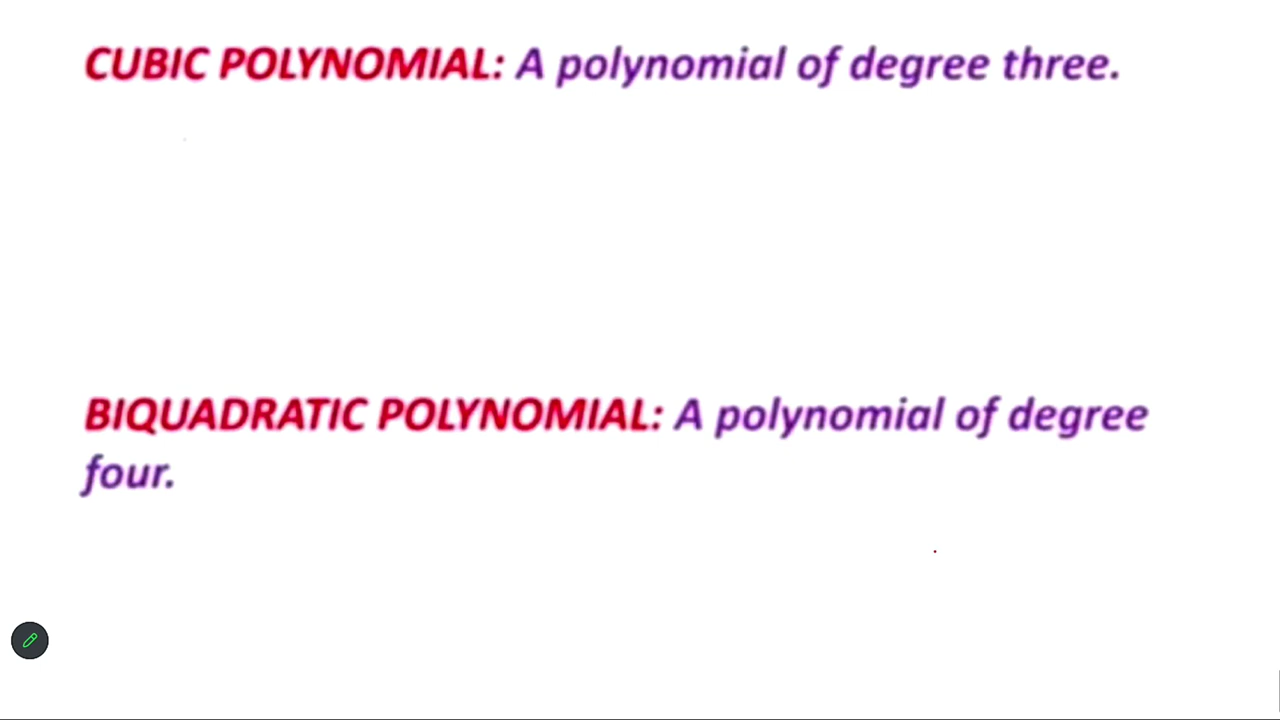 CUBIC POLYNOMIAL: A polynomial of degree three.
BIQUADRATIC POLYNOMIAL: A polynomial of degree
four.